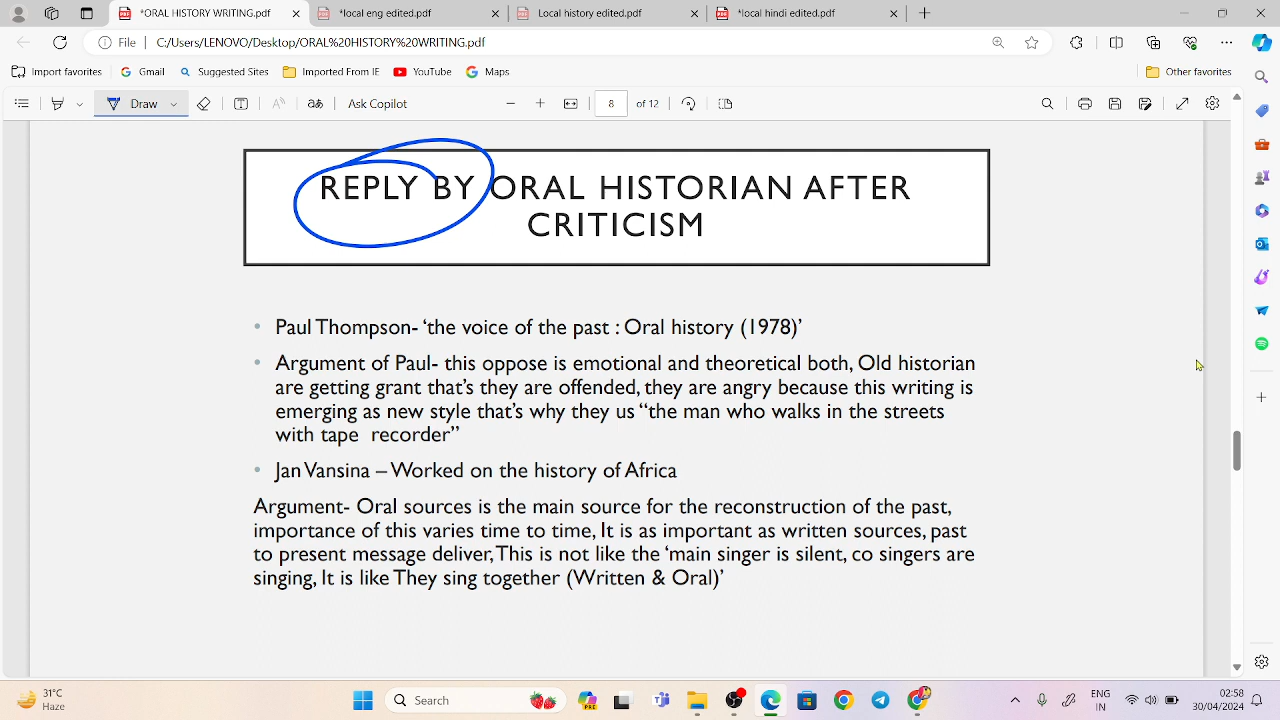 *ORAL HISTORY WRITING.pdf
*local eng edited.pdf
Local history edited.pdf
*local hindi edited.pdf
File
C:/Users/LENOVO/Desktop/ORAL%20HISTORY%20WRITING.pdf
Import favorites
Gmail
Suggested Sites
Imported From IE
YouTube
Maps
Other favorites
Draw
Ask Copilot
8
of 12
REPLY BY ORAL HISTORIAN AFTER
CRITICISM
• Paul Thompson- ‘the voice of the past : Oral history (1978)’
• Argument of Paul- this oppose is emotional and theoretical both, Old historian
are getting grant that’s they are offended, they are angry because this writing is
emerging as new style that’s why they us “the man who walks in the streets
with tape recorder”
• Jan Vansina – Worked on the history of Africa
Argument- Oral sources is the main source for the reconstruction of the past,
importance of this varies time to time, It is as important as written sources, past
to present message deliver, This is not like the ‘main singer is silent, co singers are
singing, It is like They sing together (Written & Oral)’
31°C
Haze
Search
ENG
IN
02:58
30/04/2024